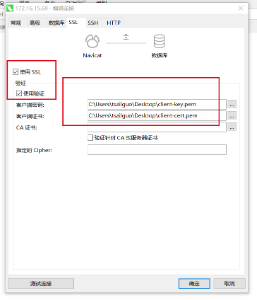 172.16.15.59 - 编辑连接
常规 高级 数据库 SSL SSH HTTP
Navicat 数据库
使用 SSL
验证
使用验证
客户端密钥: C:\Users\tsailguo\Desktop\client-key.pem ...
客户端证书: C:\Users\tsailguo\Desktop\client-cert.pem ...
CA 证书: ...
验证针对 CA 的服务器证书
指定的 Cipher:
测试连接 确定 取消